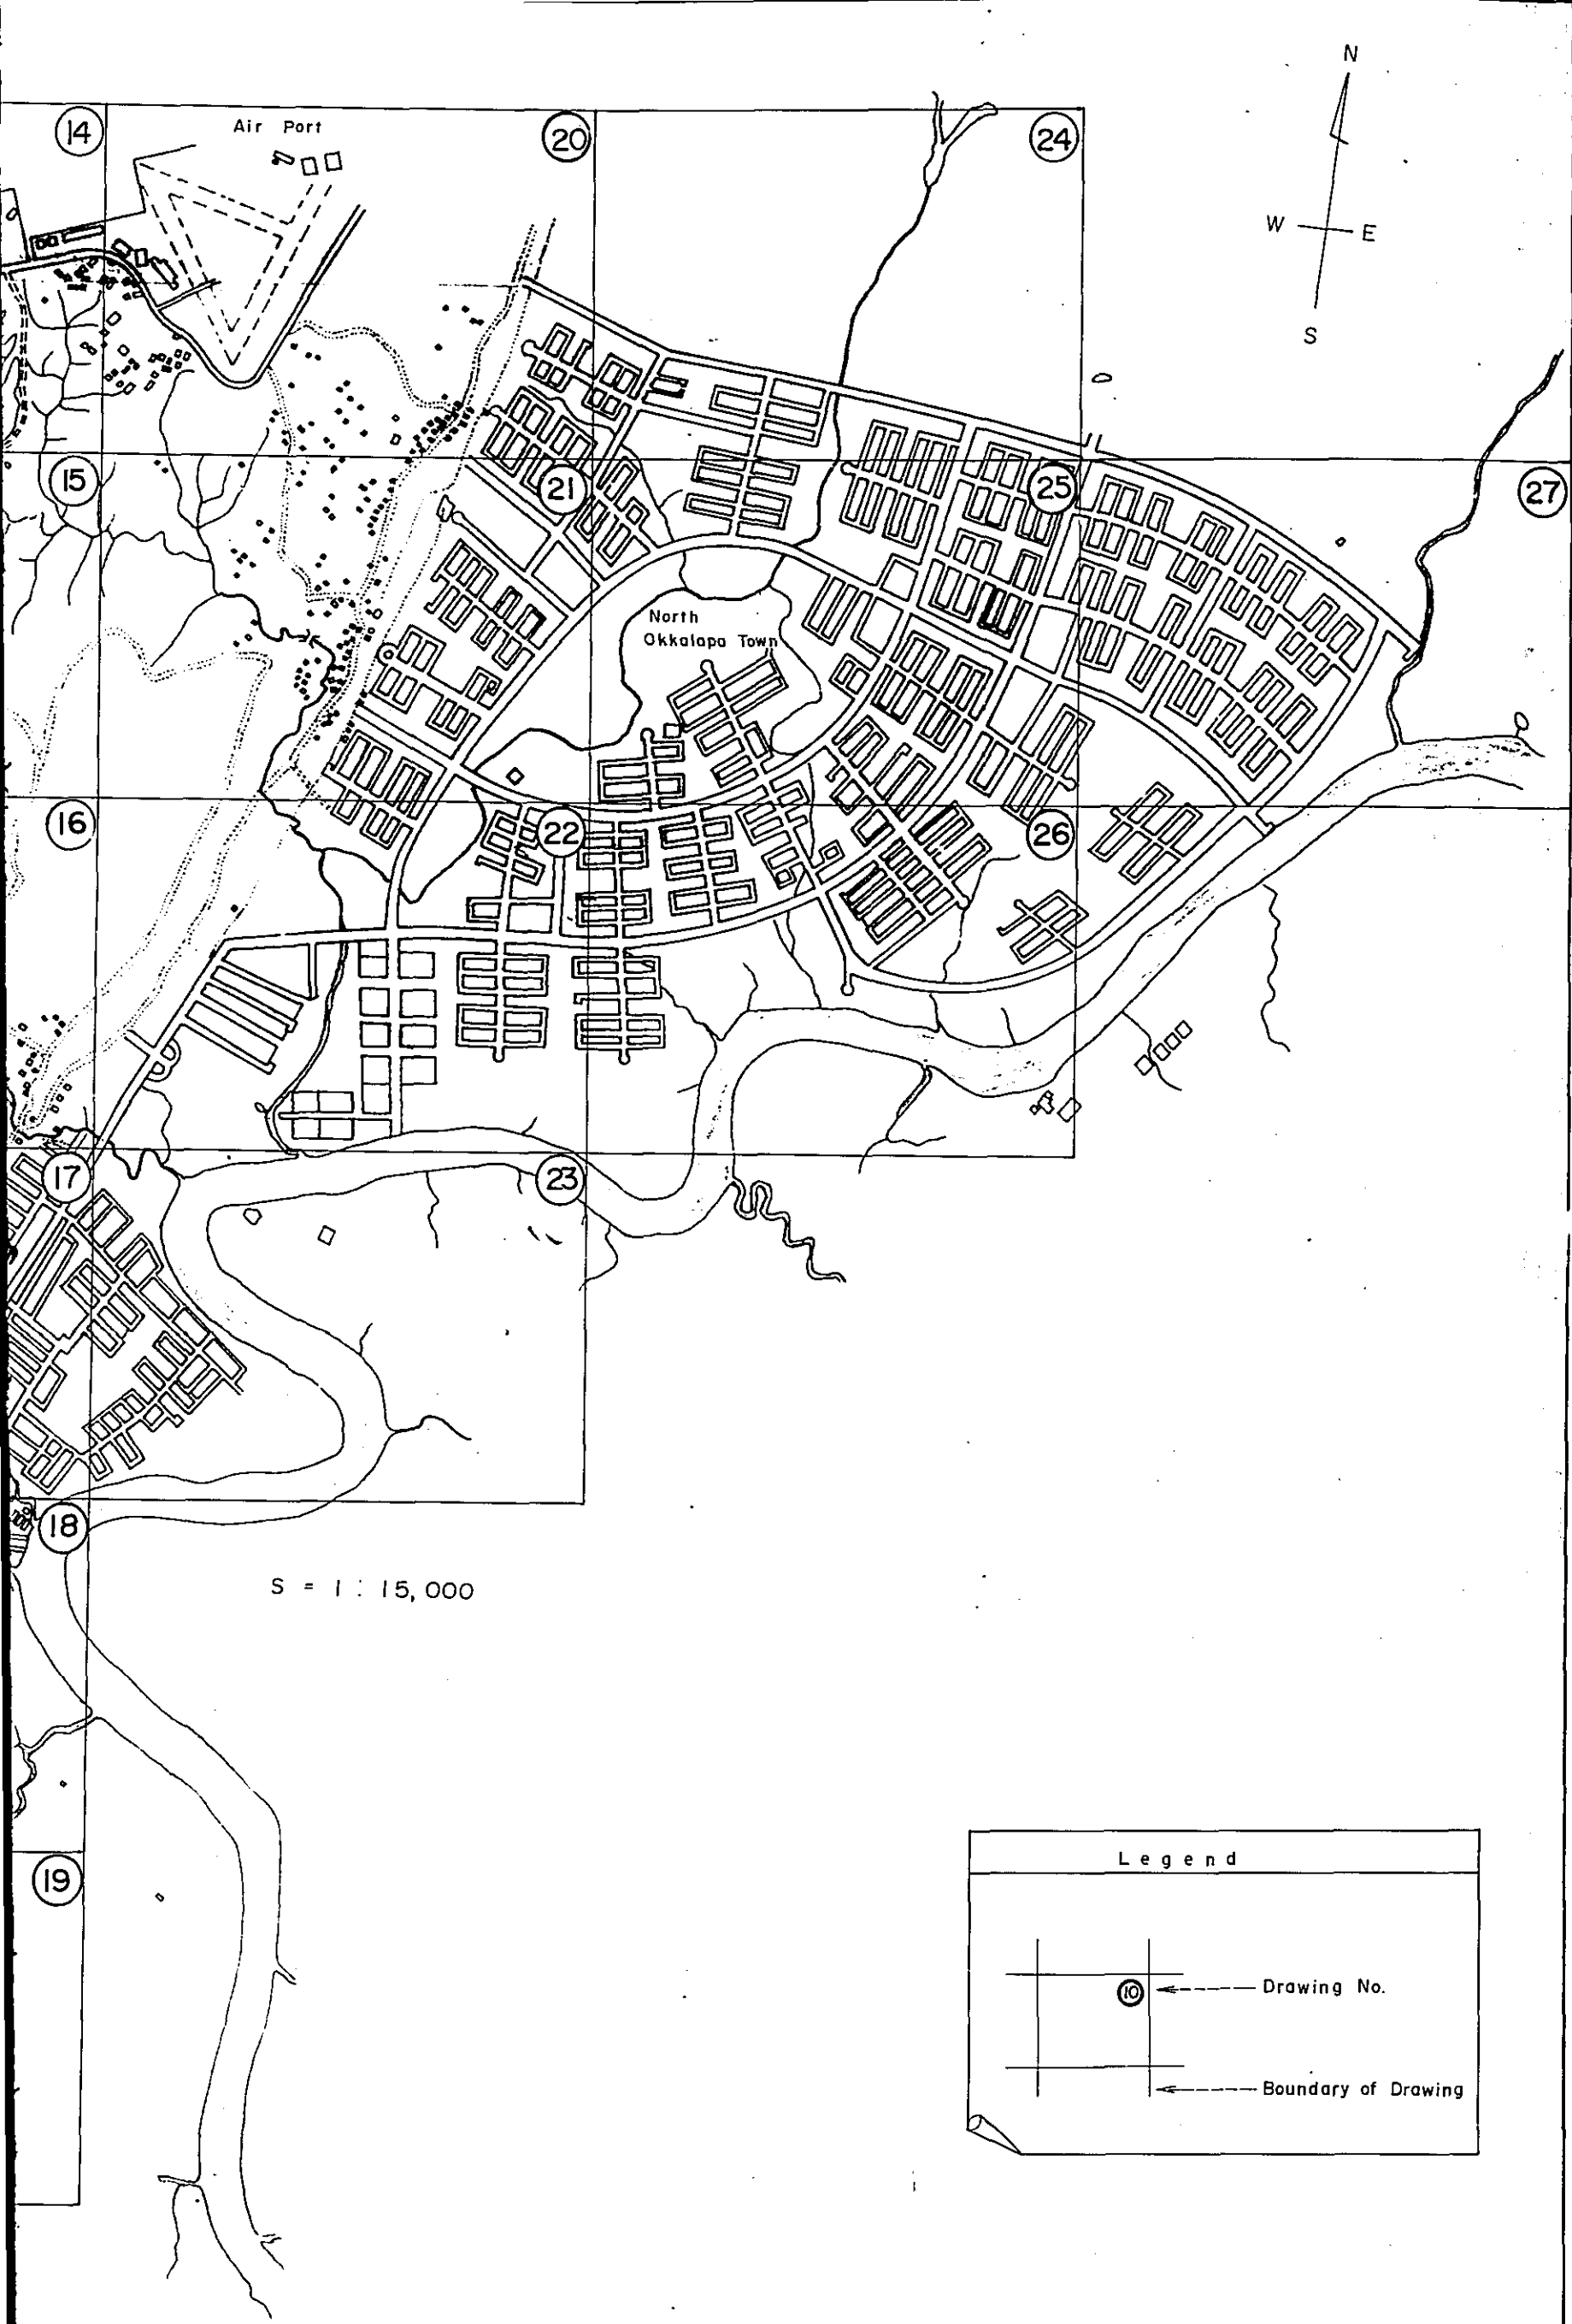 N
14
Air Port
20
24
W E
S
15
21
25
27
North
Okkalapa Town
16
22
26
17
23
18
S = 1 : 15,000
Legend
19
10
Drawing No.
Boundary of Drawing